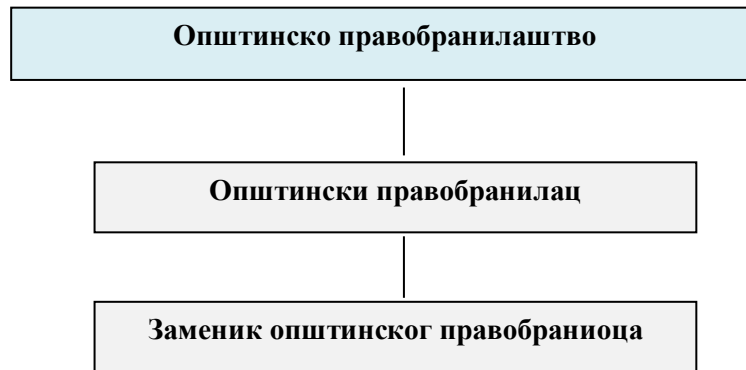 Општинско правобранилаштво
Општински правобранилац
Заменик општинског правобраниоца